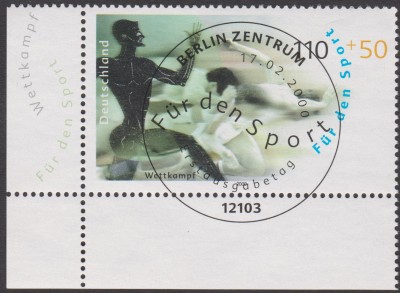 Wettkampf
Für den Sport
Deutschland
110 +50
Für den Sport
Wettkampf
BERLIN ZENTRUM
17.02.2000
Für den Sport
Erstausgabetag
12103